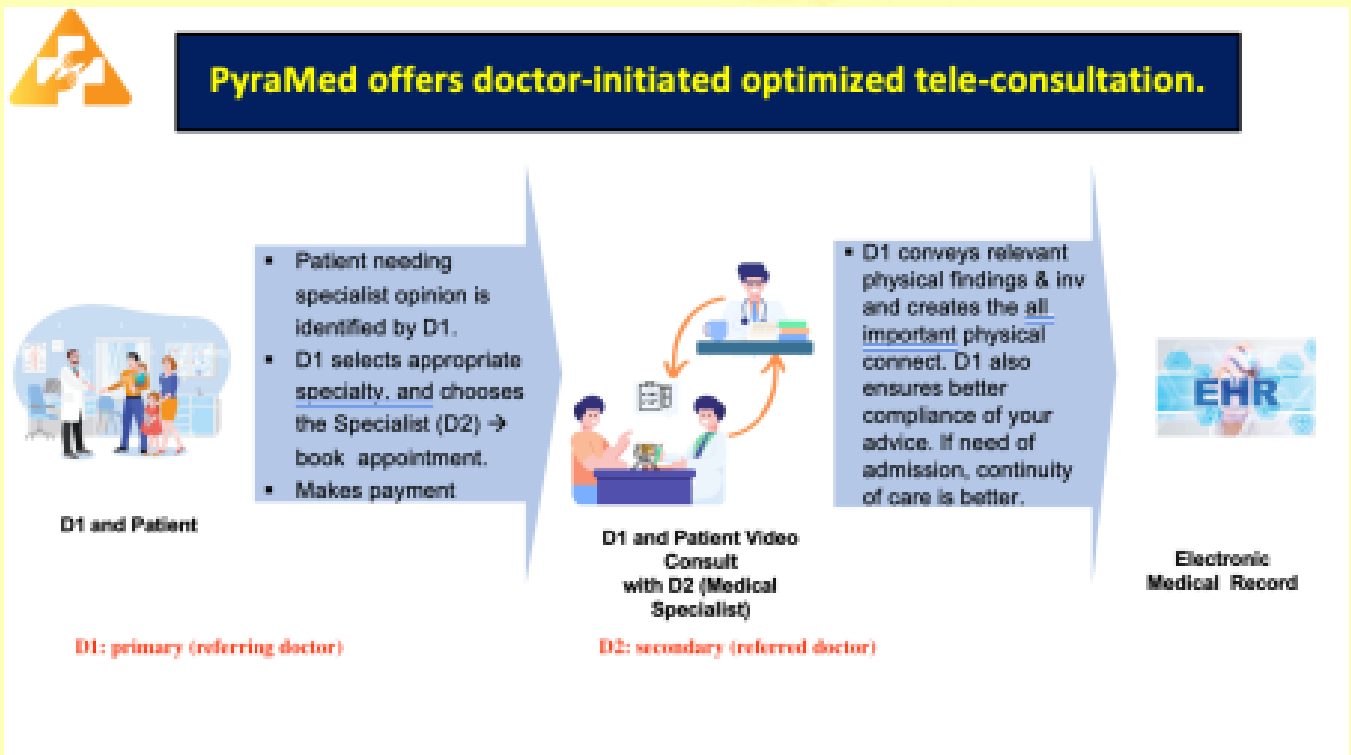 PyraMed offers doctor-initiated optimized tele-consultation.
▪ Patient needing
specialist opinion is
identified by D1.
▪ D1 selects appropriate
specialty, and chooses
the Specialist (D2) →
book appointment.
▪ Makes payment
D1 and Patient
D1 and Patient Video
Consult
with D2 (Medical
Specialist)
▪ D1 conveys relevant
physical findings & inv
and creates the all
important physical
connect. D1 also
ensures better
compliance of your
advice. If need of
admission, continuity
of care is better.
EHR
Electronic
Medical Record
D1: primary (referring doctor)
D2: secondary (referred doctor)